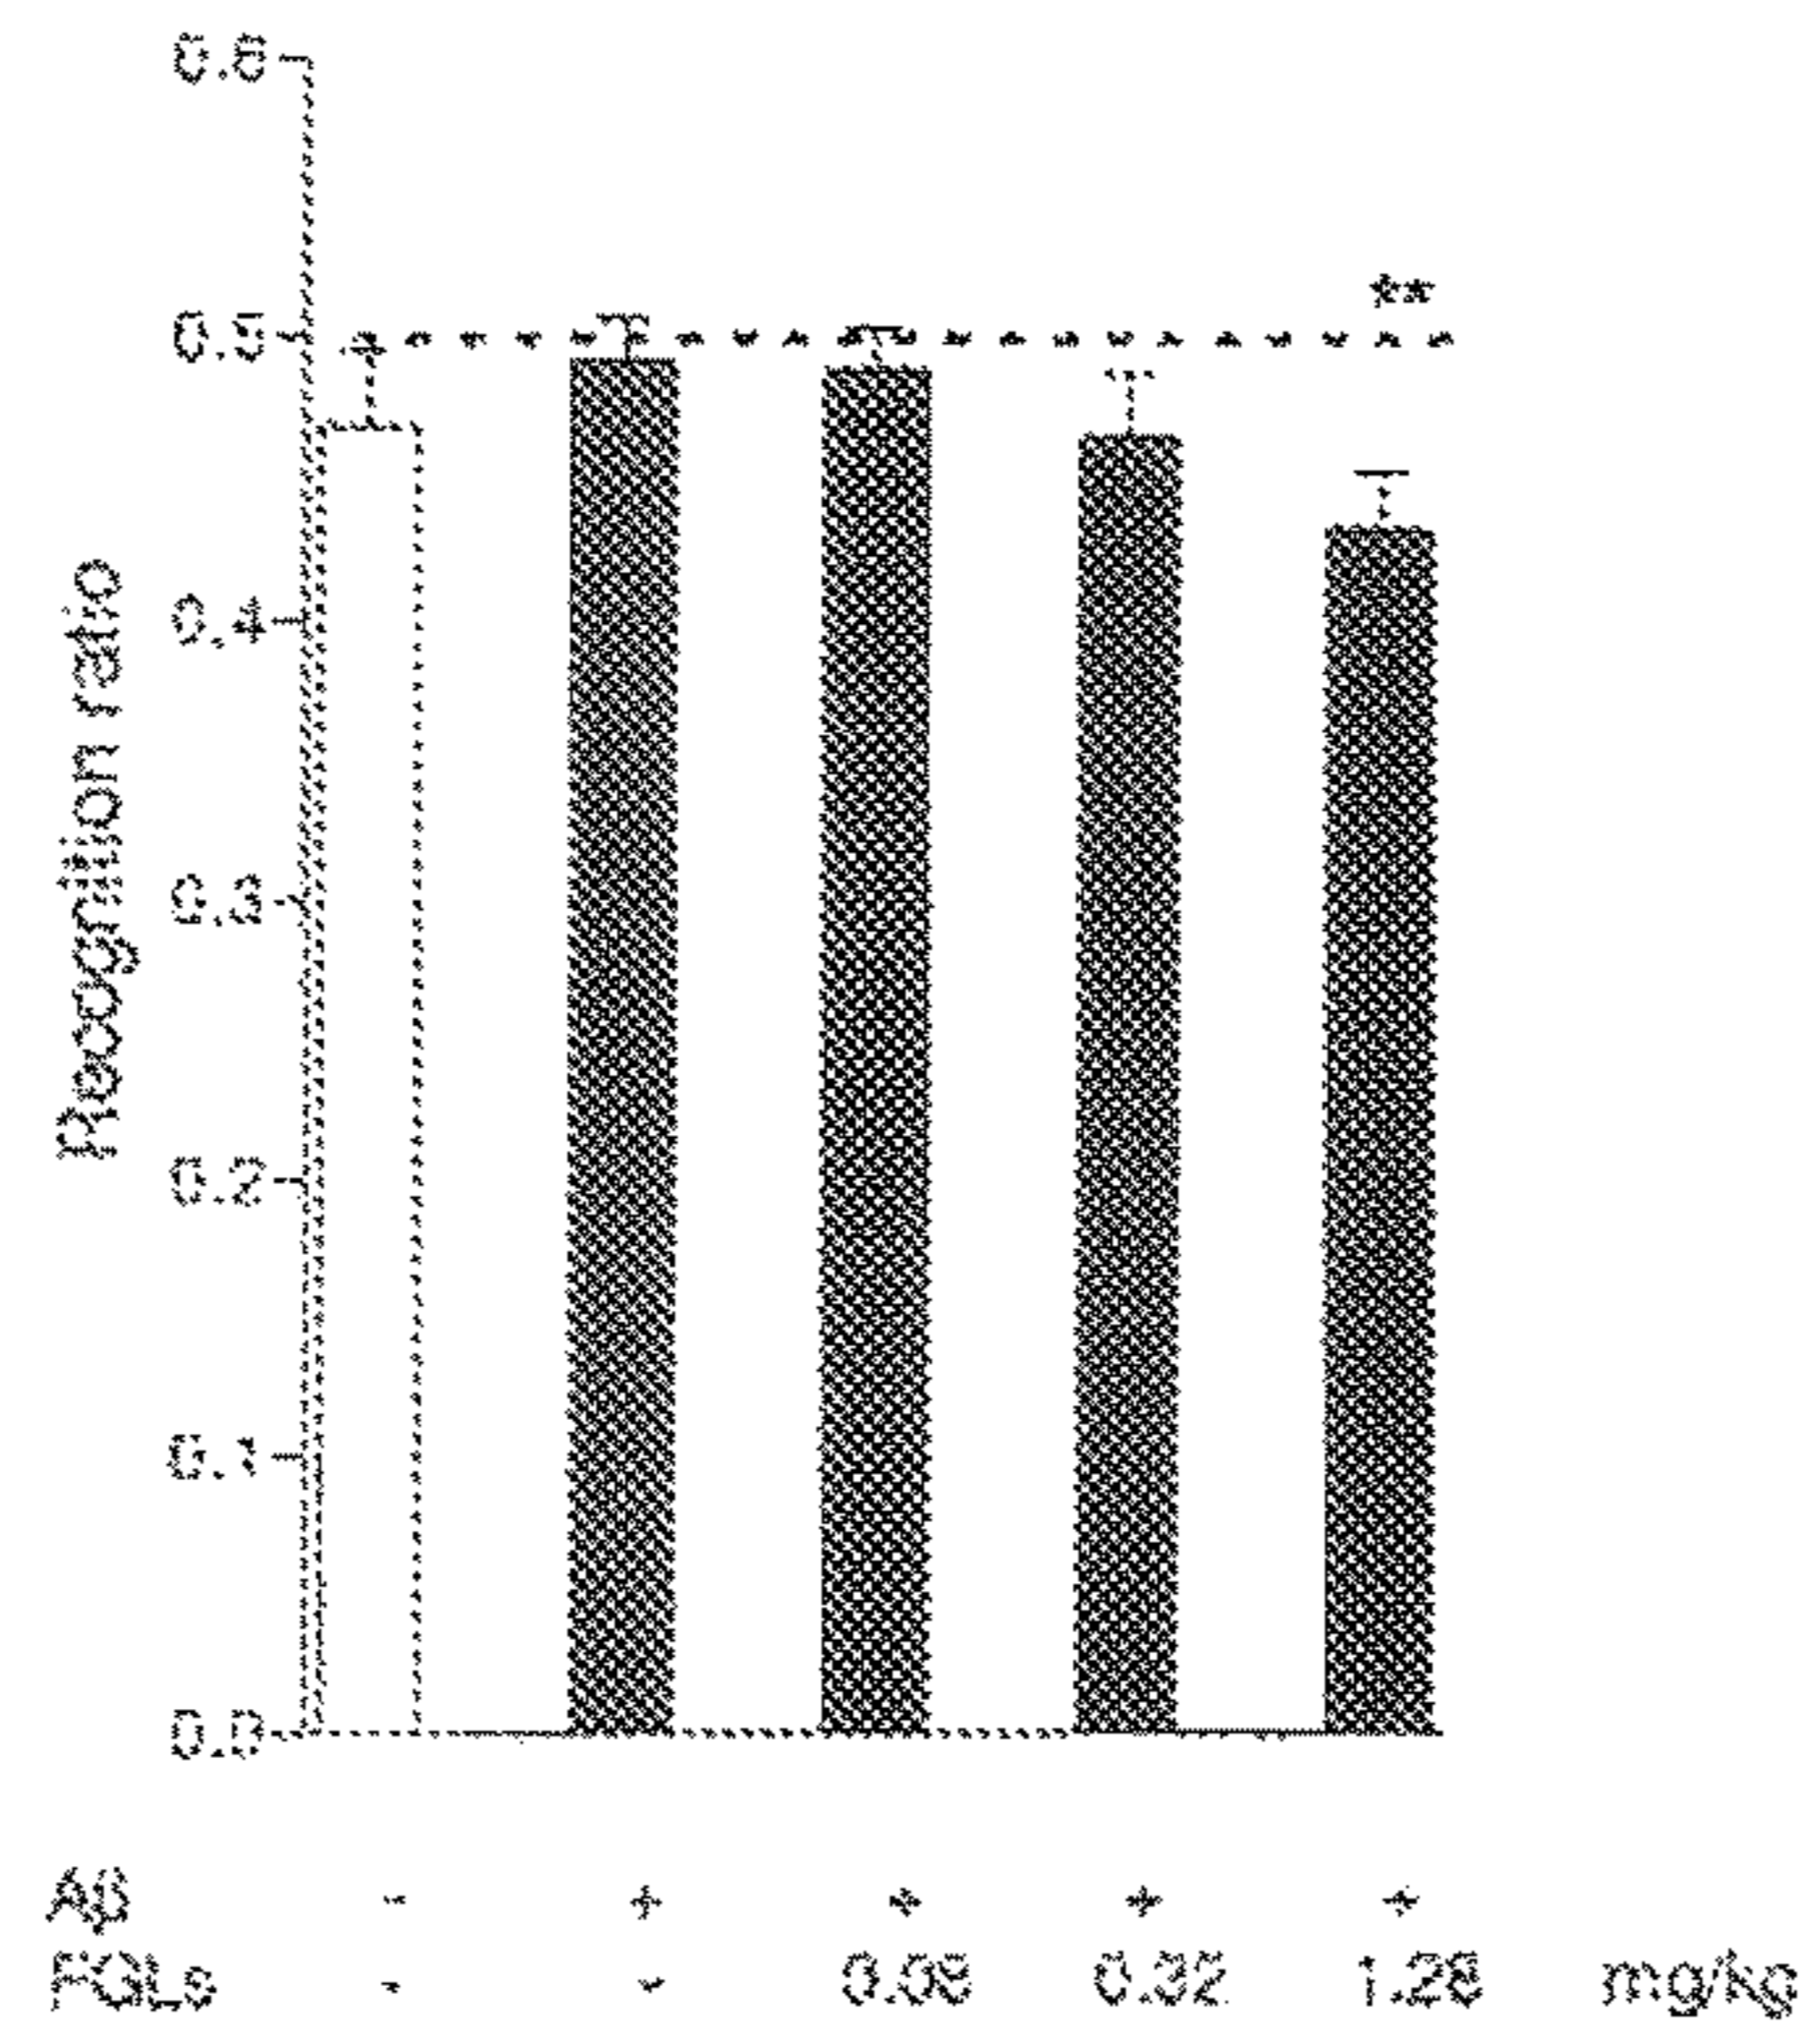 0.6
**
0.5
0.4
0.3
0.2
0.1
0.0
Recognition ratio
Aβ - + + + +
FGLs - - 0.08 0.32 1.28 mg/kg